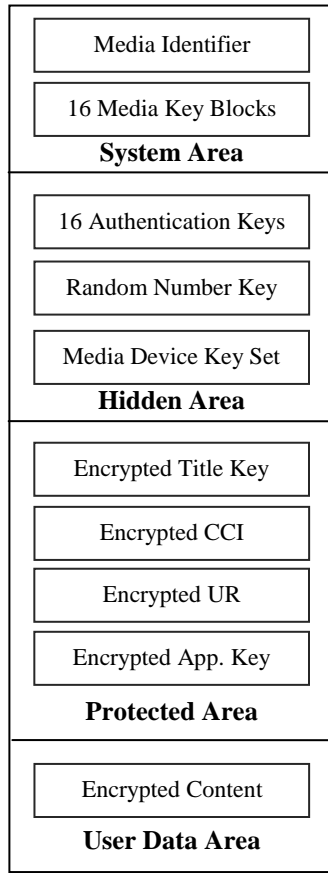 Media Identifier
16 Media Key Blocks
System Area
16 Authentication Keys
Random Number Key
Media Device Key Set
Hidden Area
Encrypted Title Key
Encrypted CCI
Encrypted UR
Encrypted App. Key
Protected Area
Encrypted Content
User Data Area